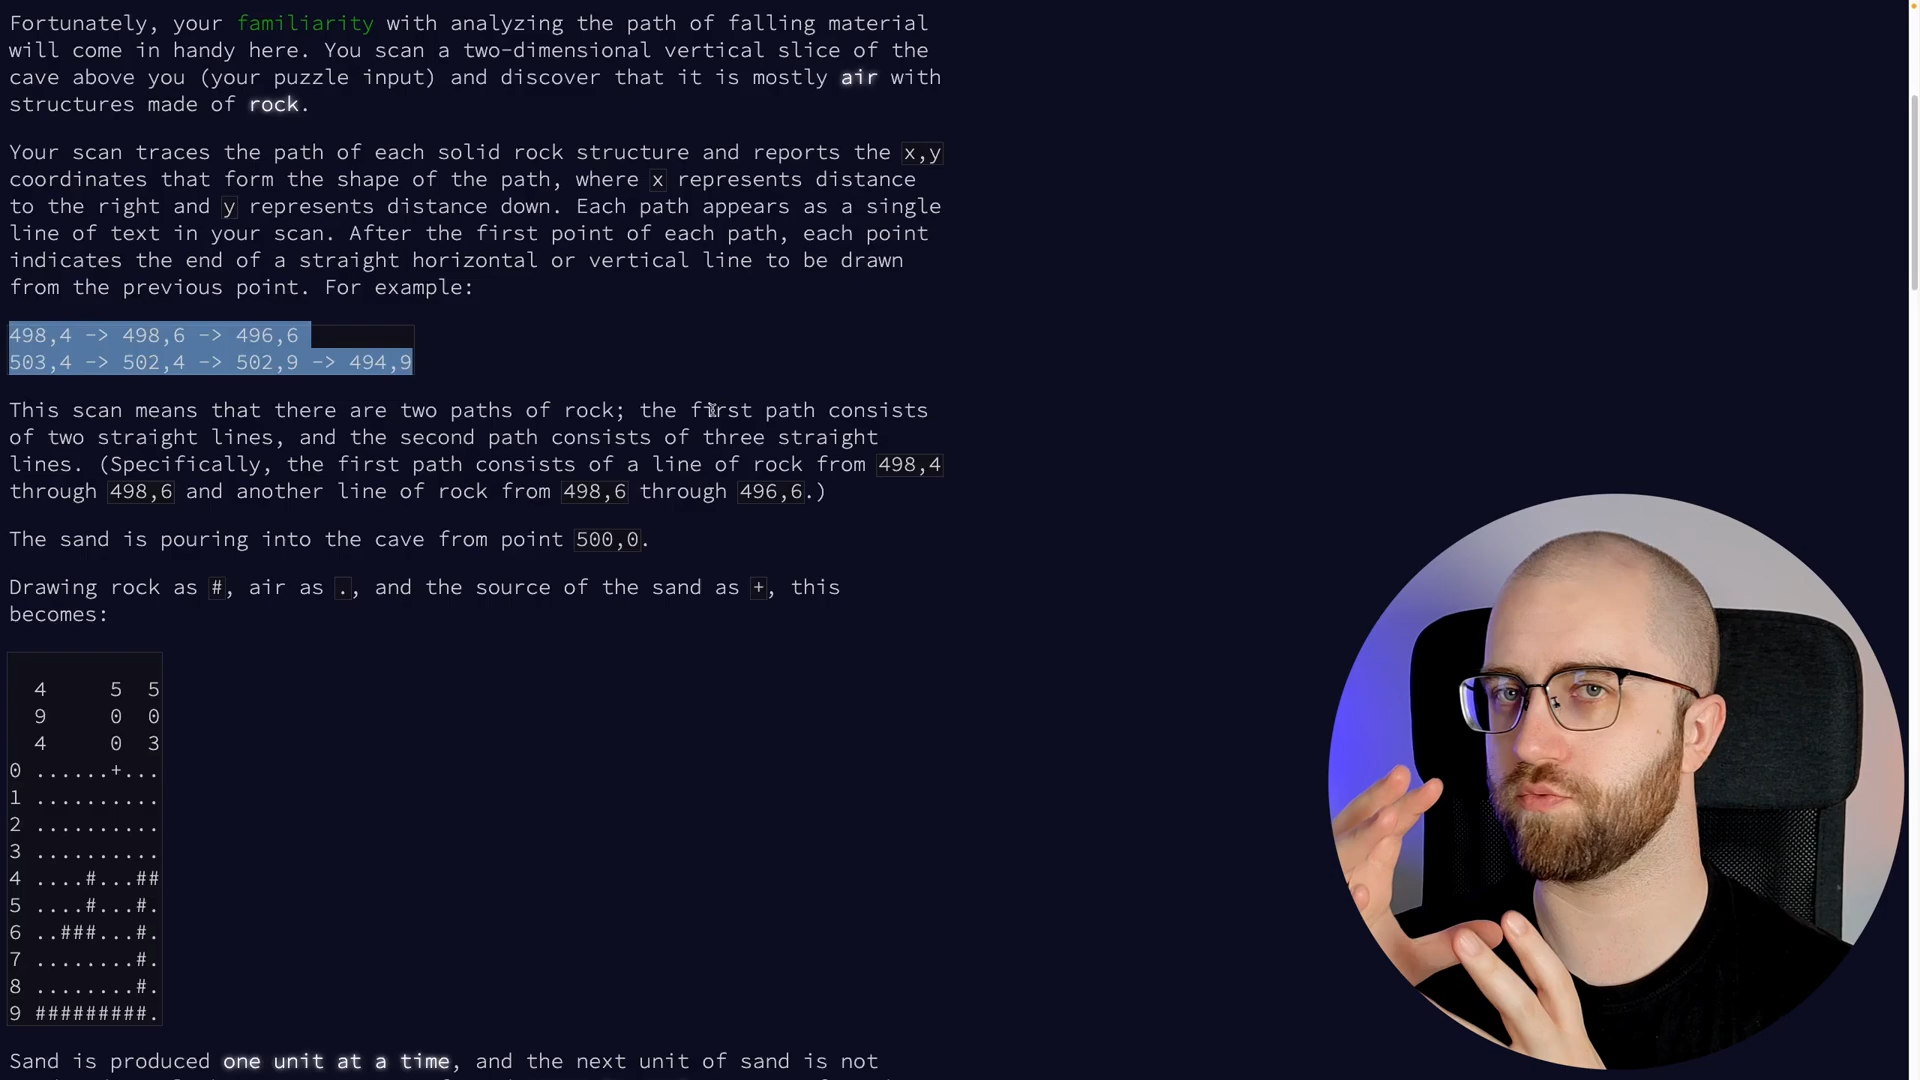 Fortunately, your familiarity with analyzing the path of falling material
will come in handy here. You scan a two-dimensional vertical slice of the
cave above you (your puzzle input) and discover that it is mostly air with
structures made of rock.
Your scan traces the path of each solid rock structure and reports the x,y
coordinates that form the shape of the path, where x represents distance
to the right and y represents distance down. Each path appears as a single
line of text in your scan. After the first point of each path, each point
indicates the end of a straight horizontal or vertical line to be drawn
from the previous point. For example:
498,4 -> 498,6 -> 496,6
503,4 -> 502,4 -> 502,9 -> 494,9
This scan means that there are two paths of rock; the first path consists
of two straight lines, and the second path consists of three straight
lines. (Specifically, the first path consists of a line of rock from 498,4
through 498,6 and another line of rock from 498,6 through 496,6.)
The sand is pouring into the cave from point 500,0.
Drawing rock as #, air as ., and the source of the sand as +, this
becomes:
4     5  5
9     0  0
4     0  3
0 ......+...
1 ..........
2 ..........
3 ..........
4 ....#...##
5 ....#...#.
6 ..###...#.
7 ........#.
8 ........#.
9 #########.
Sand is produced one unit at a time, and the next unit of sand is not